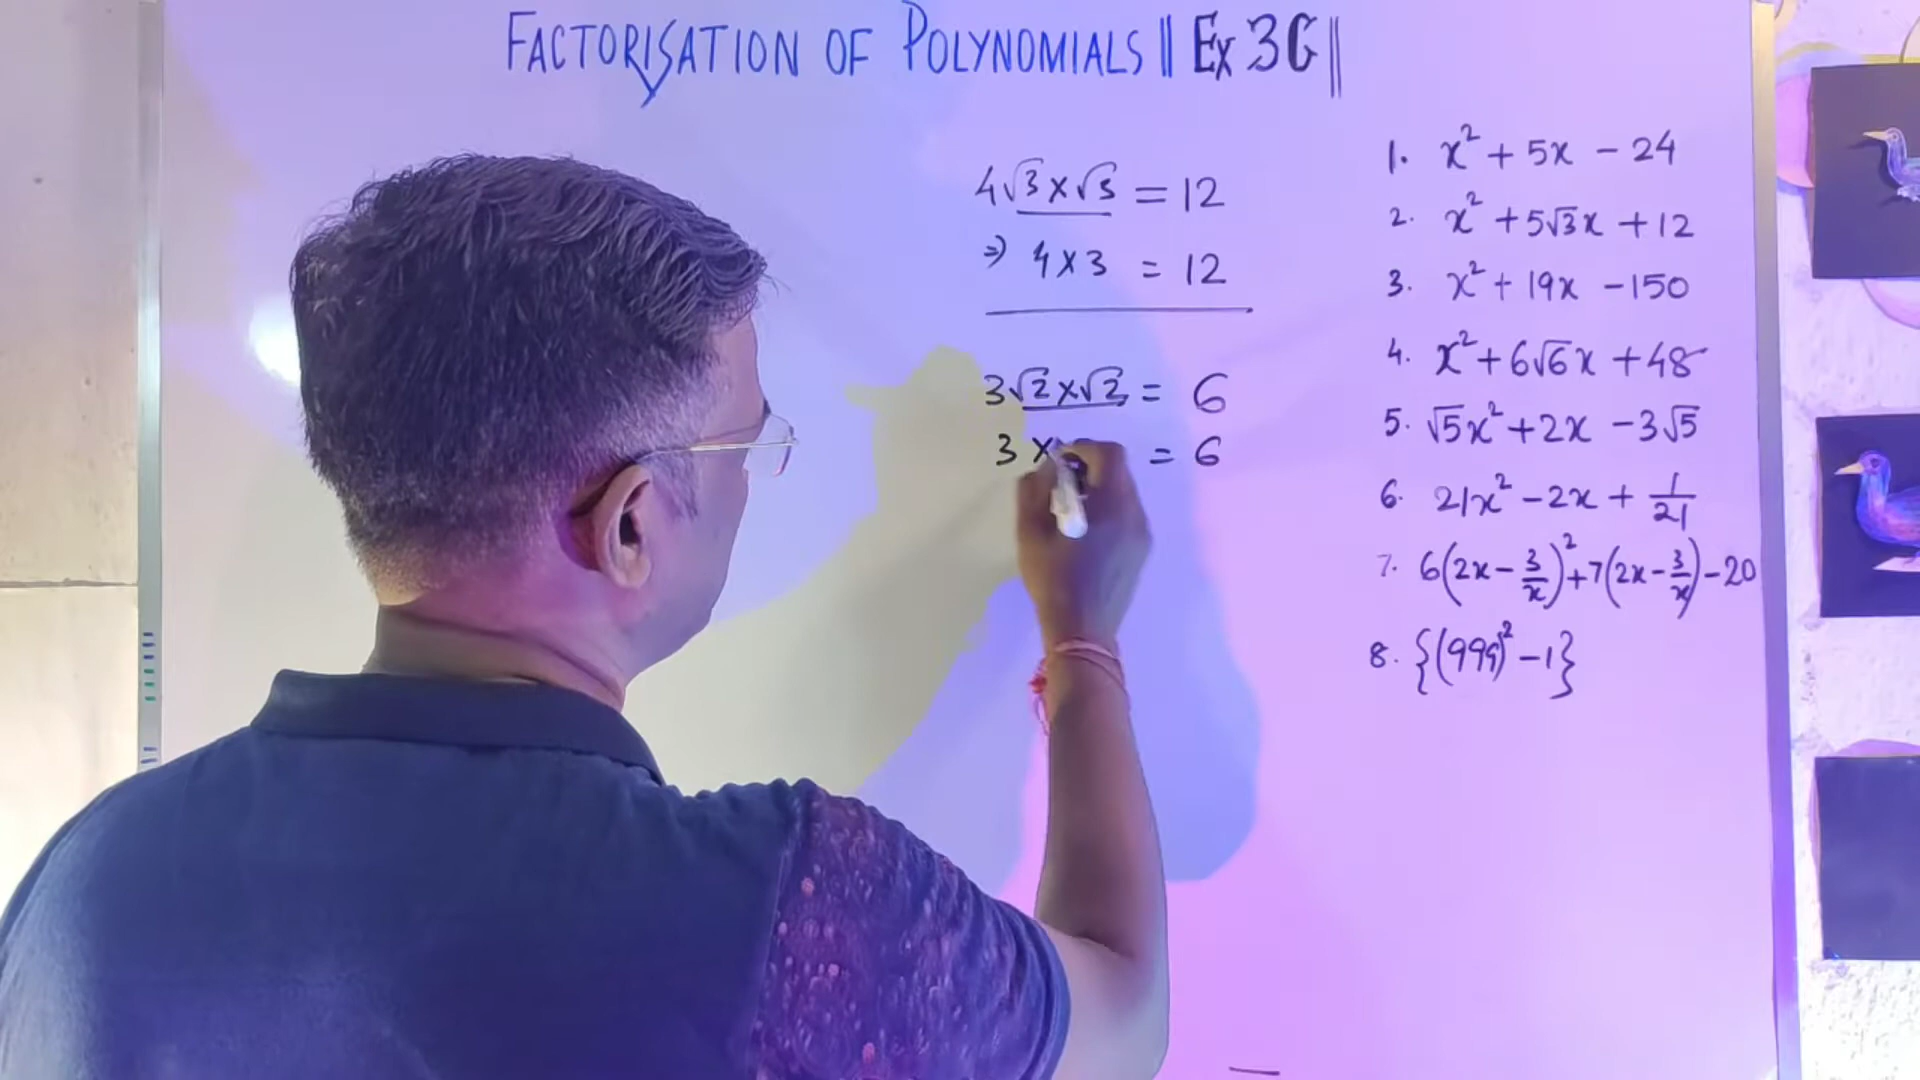 FACTORISATION OF POLYNOMIALS || Ex 3G ||
4√3 × √3 = 12
⇒ 4 × 3 = 12
3√2 × √2 = 6
3 × = 6
1. x² + 5x - 24
2. x² + 5√3x + 12
3. x² + 19x - 150
4. x² + 6√6x + 48
5. √5x² + 2x - 3√5
6. 21x² - 2x + 1/21
7. 6(2x - 3/x)² + 7(2x - 3/x) - 20
8. {(999)² - 1}